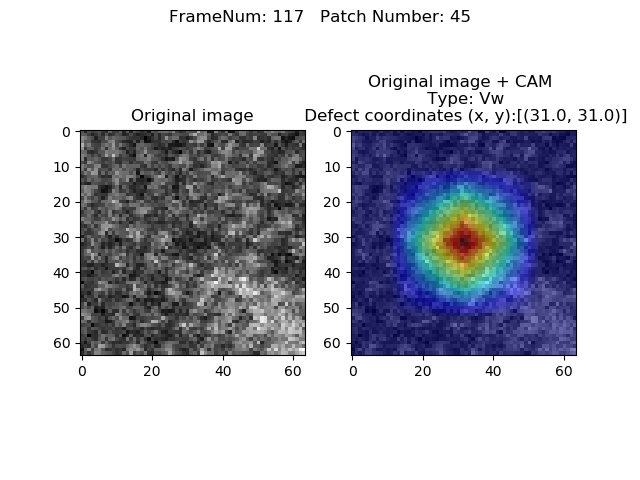 FrameNum: 117   Patch Number: 45
Original image
Original image + CAM
Type: Vw
Defect coordinates (x, y):[(31.0, 31.0)]
0
10
20
30
40
50
60
0 20 40 60
0
10
20
30
40
50
60
0 20 40 60